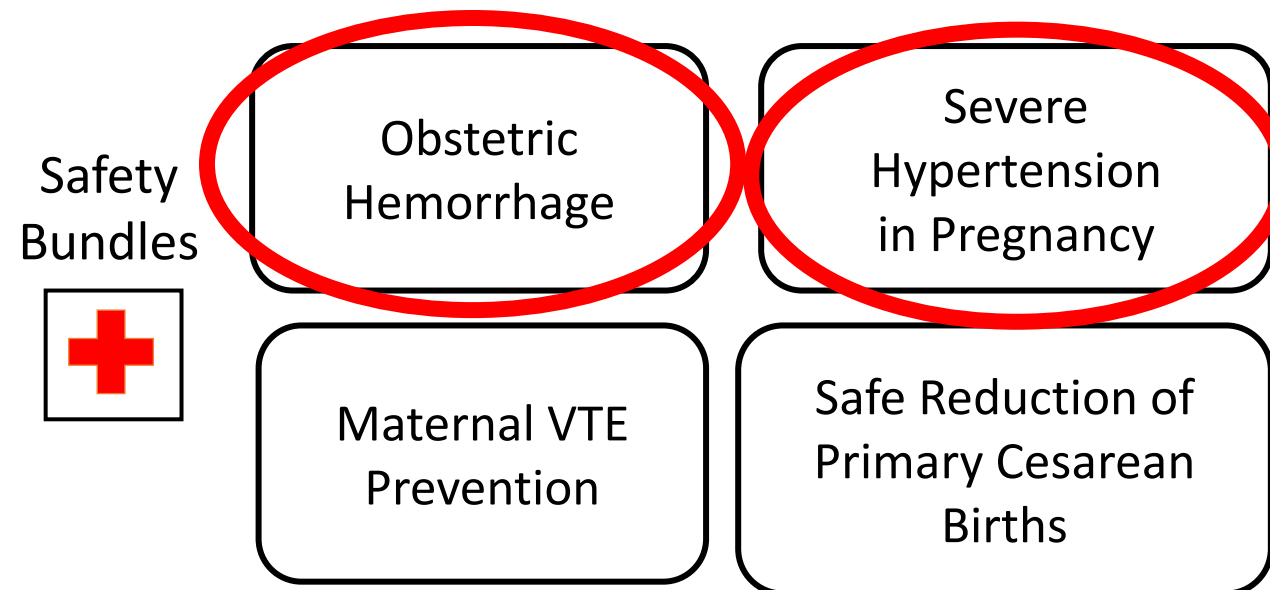 Safety
Bundles
Obstetric
Hemorrhage
Severe
Hypertension
in Pregnancy
Maternal VTE
Prevention
Safe Reduction of
Primary Cesarean
Births